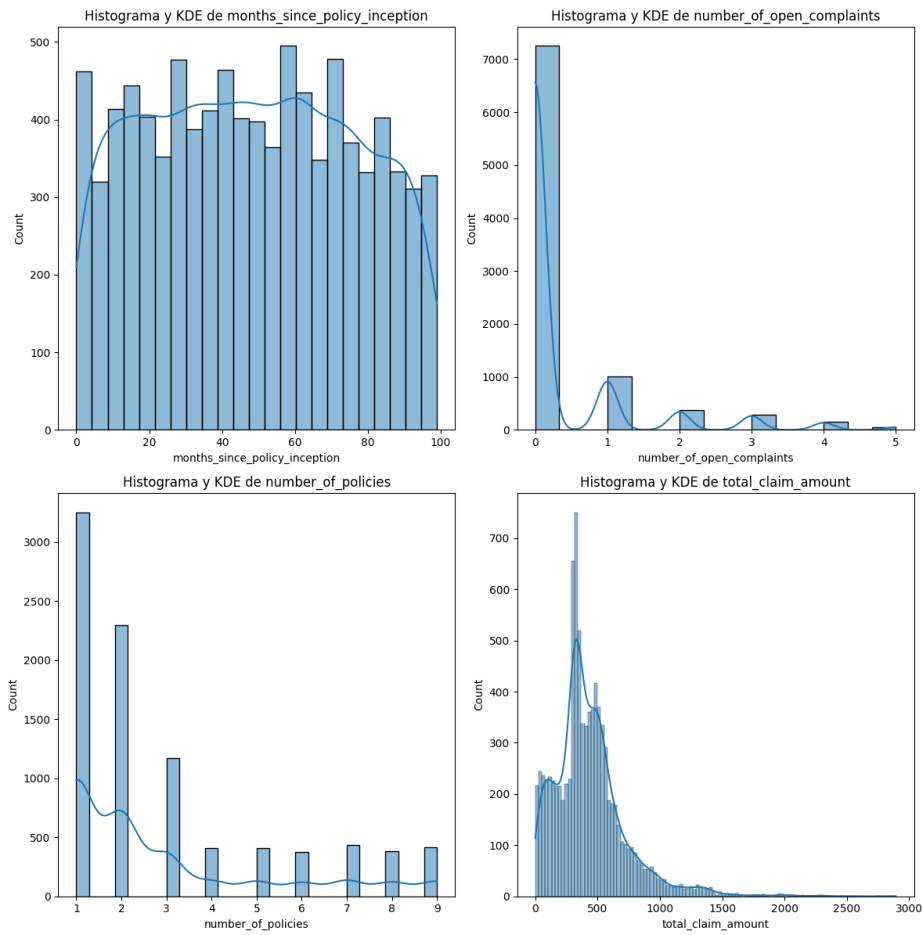 Histograma y KDE de months_since_policy_inception
Count
500
400
300
200
100
0
0 20 40 60 80 100
months_since_policy_inception
Histograma y KDE de number_of_open_complaints
Count
7000
6000
5000
4000
3000
2000
1000
0
0 1 2 3 4 5
number_of_open_complaints
Histograma y KDE de number_of_policies
Count
3000
2500
2000
1500
1000
500
0
1 2 3 4 5 6 7 8 9
number_of_policies
Histograma y KDE de total_claim_amount
Count
700
600
500
400
300
200
100
0
0 500 1000 1500 2000 2500 3000
total_claim_amount